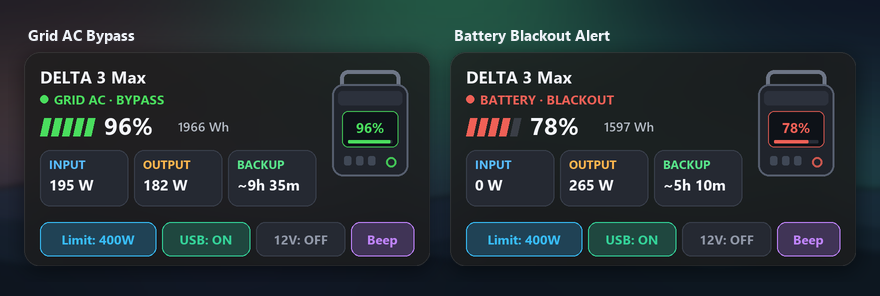 Grid AC Bypass
DELTA 3 Max
GRID AC · BYPASS
96% 1966 Wh
96%
INPUT OUTPUT BACKUP
195 W 182 W ~9h 35m
Limit: 400W USB: ON 12V: OFF Beep
Battery Blackout Alert
DELTA 3 Max
BATTERY · BLACKOUT
78% 1597 Wh
78%
INPUT OUTPUT BACKUP
0 W 265 W ~5h 10m
Limit: 400W USB: ON 12V: OFF Beep